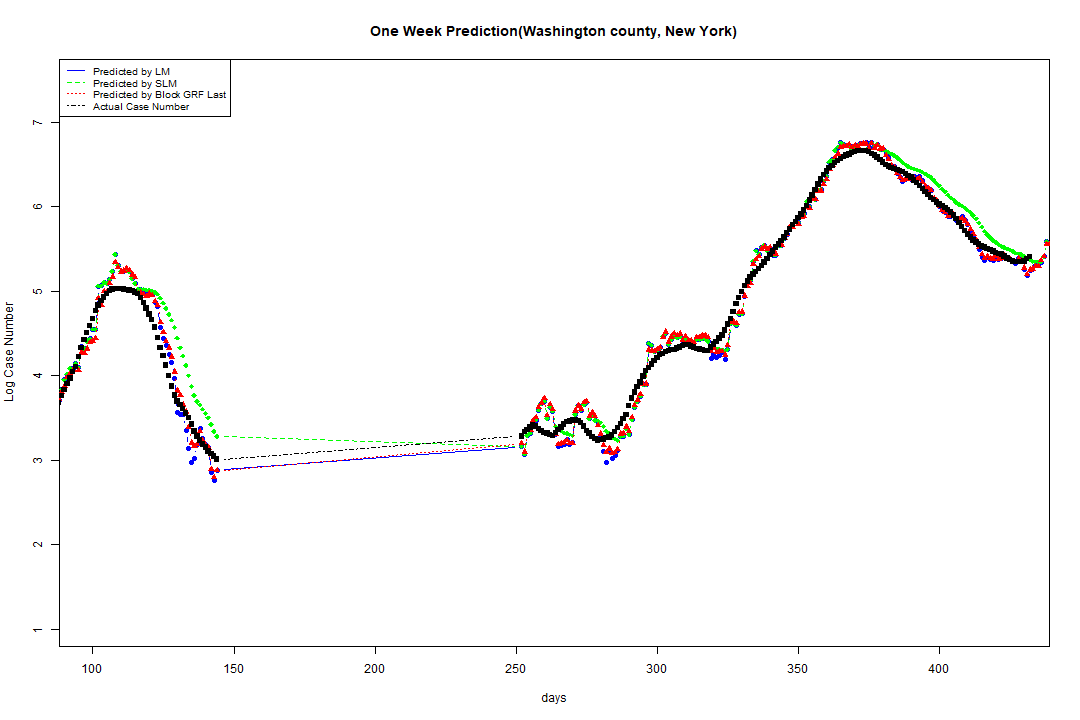 One Week Prediction(Washington county, New York)
Predicted by LM
Predicted by SLM
Predicted by Block GRF Last
Actual Case Number
Log Case Number
7
6
5
4
3
2
1
100 150 200 250 300 350 400
days